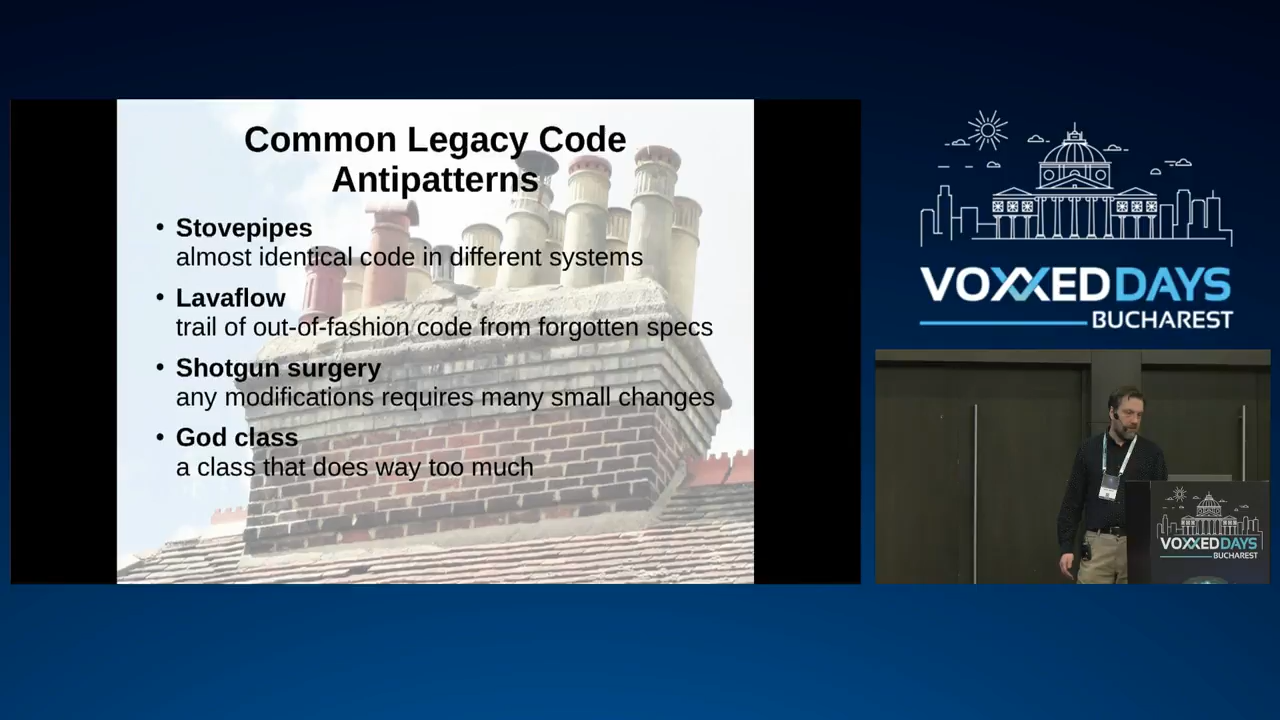 Common Legacy Code
Antipatterns
• Stovepipes
almost identical code in different systems
• Lavaflow
trail of out-of-fashion code from forgotten specs
• Shotgun surgery
any modifications requires many small changes
• God class
a class that does way too much
VOXXEDDAYS
BUCHAREST
VOXXEDDAYS
BUCHAREST